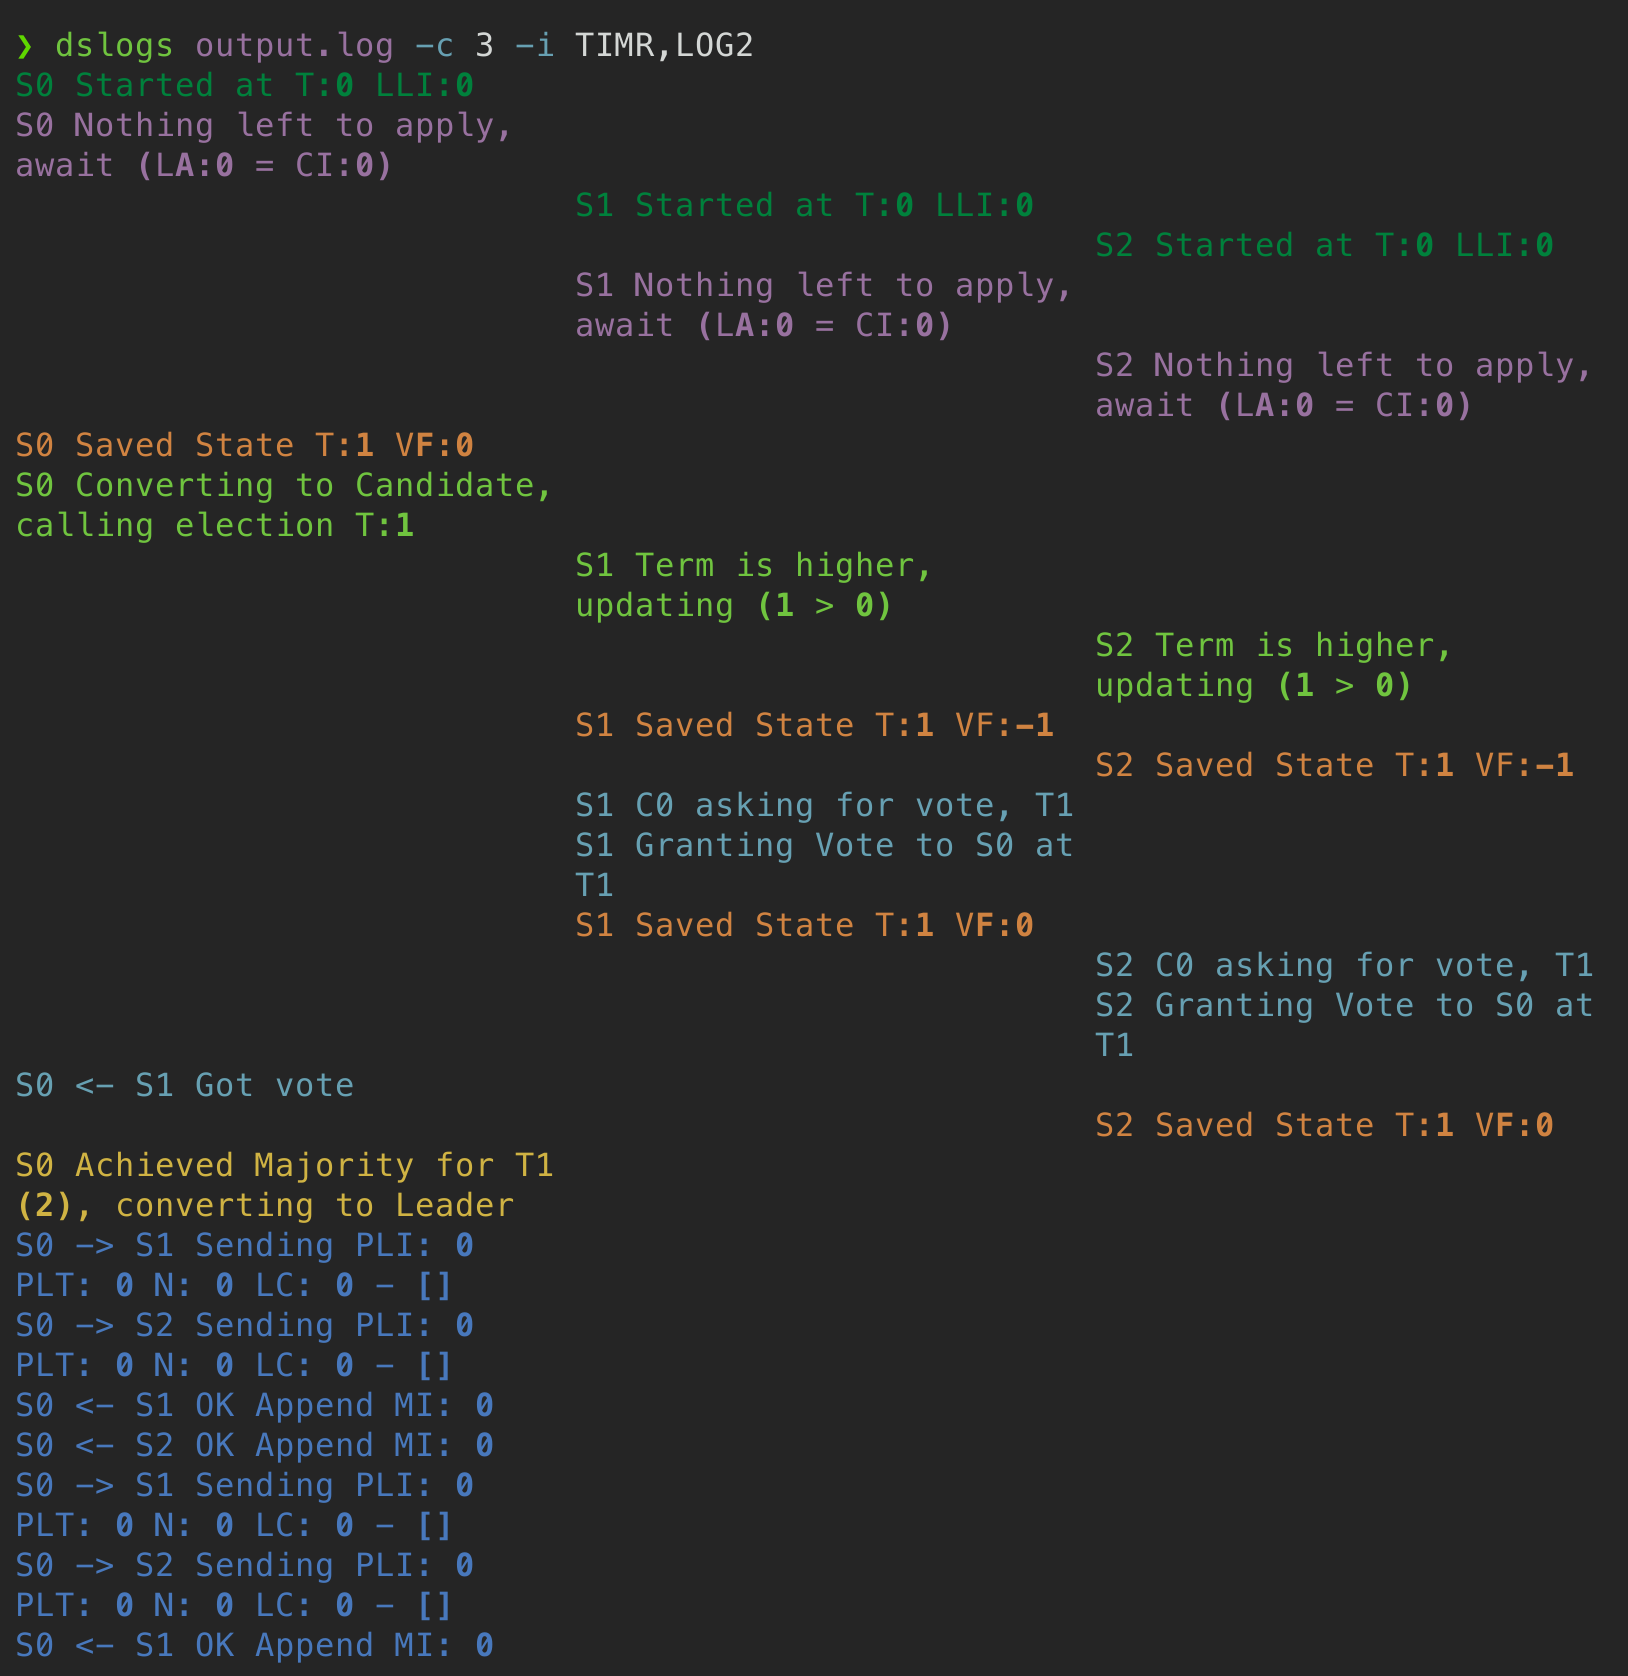 ❯ dslogs output.log -c 3 -i TIMR,LOG2
S0 Started at T:0 LLI:0
S0 Nothing left to apply,
await (LA:0 = CI:0)
S1 Started at T:0 LLI:0
S2 Started at T:0 LLI:0
S1 Nothing left to apply,
await (LA:0 = CI:0)
S2 Nothing left to apply,
await (LA:0 = CI:0)
S0 Saved State T:1 VF:0
S0 Converting to Candidate,
calling election T:1
S1 Term is higher,
updating (1 > 0)
S2 Term is higher,
updating (1 > 0)
S1 Saved State T:1 VF:-1
S2 Saved State T:1 VF:-1
S1 C0 asking for vote, T1
S1 Granting Vote to S0 at
T1
S1 Saved State T:1 VF:0
S2 C0 asking for vote, T1
S2 Granting Vote to S0 at
T1
S0 <- S1 Got vote
S2 Saved State T:1 VF:0
S0 Achieved Majority for T1
(2), converting to Leader
S0 -> S1 Sending PLI: 0
PLT: 0 N: 0 LC: 0 - []
S0 -> S2 Sending PLI: 0
PLT: 0 N: 0 LC: 0 - []
S0 <- S1 OK Append MI: 0
S0 <- S2 OK Append MI: 0
S0 -> S1 Sending PLI: 0
PLT: 0 N: 0 LC: 0 - []
S0 -> S2 Sending PLI: 0
PLT: 0 N: 0 LC: 0 - []
S0 <- S1 OK Append MI: 0